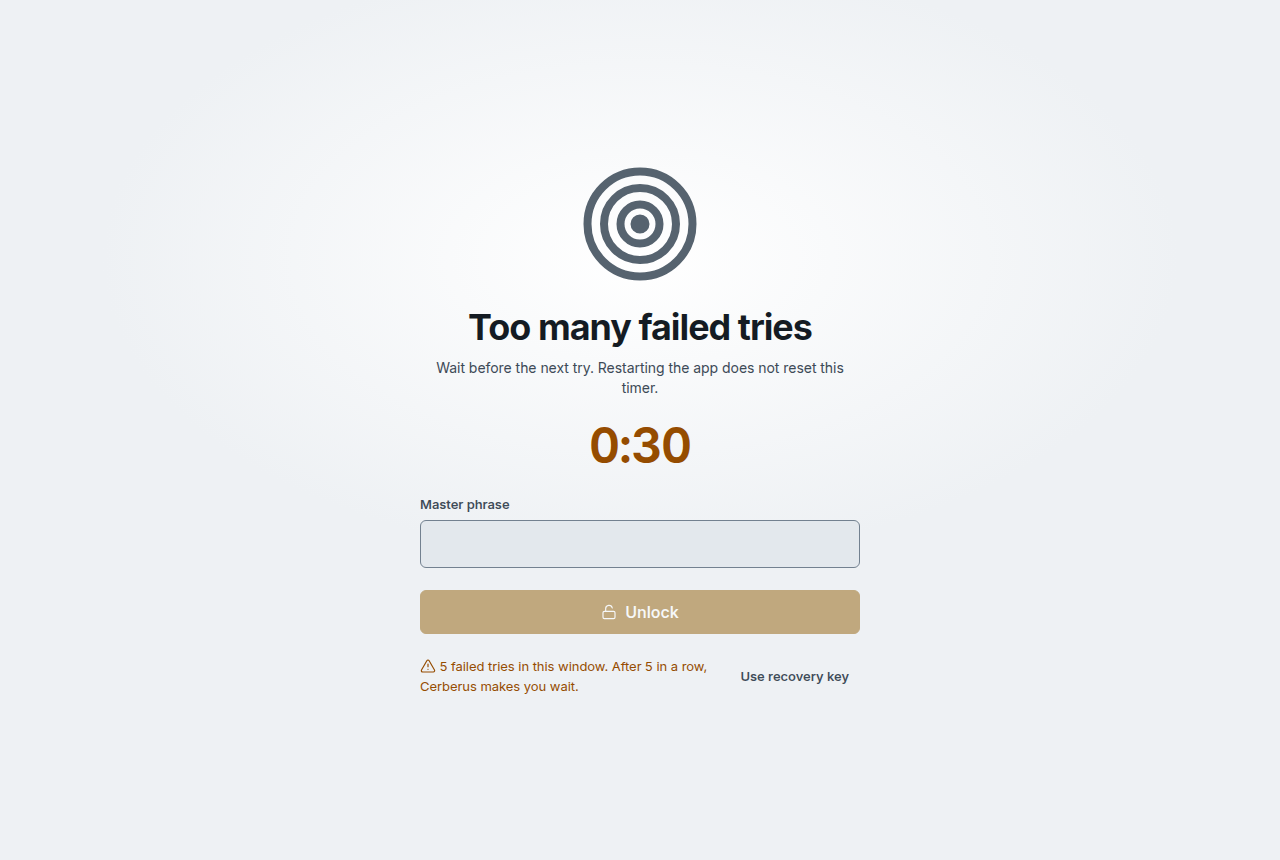 Too many failed tries
Wait before the next try. Restarting the app does not reset this
timer.
0:30
Master phrase
Unlock
5 failed tries in this window. After 5 in a row,
Cerberus makes you wait.
Use recovery key